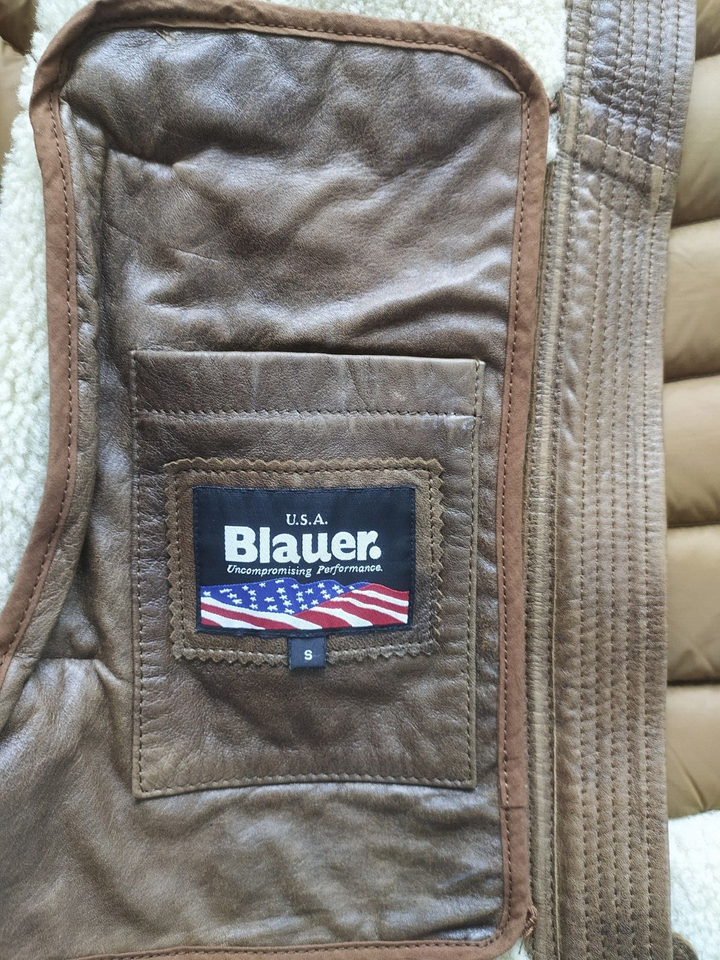 U.S.A.
Blauer.
Uncompromising Performance.
S